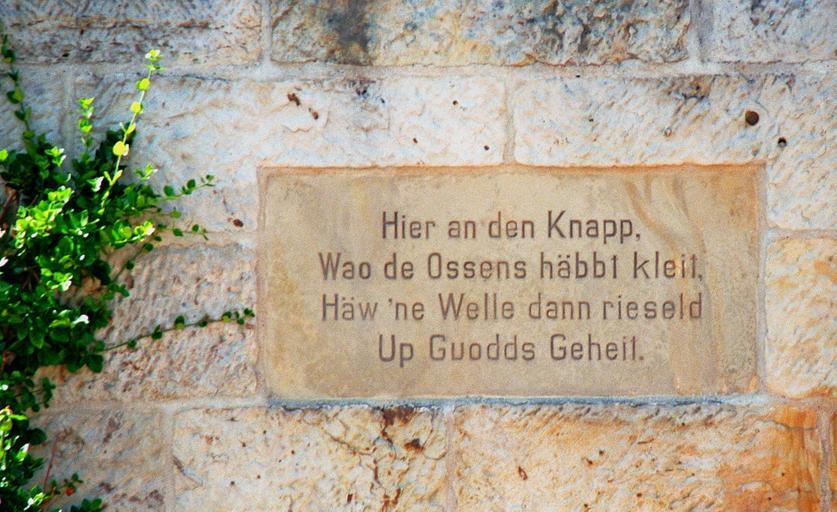 Hier an den Knapp,
Wao de Ossens häbbt kleit,
Häw 'ne Welle dann rieseld
Up Guodds Geheit.